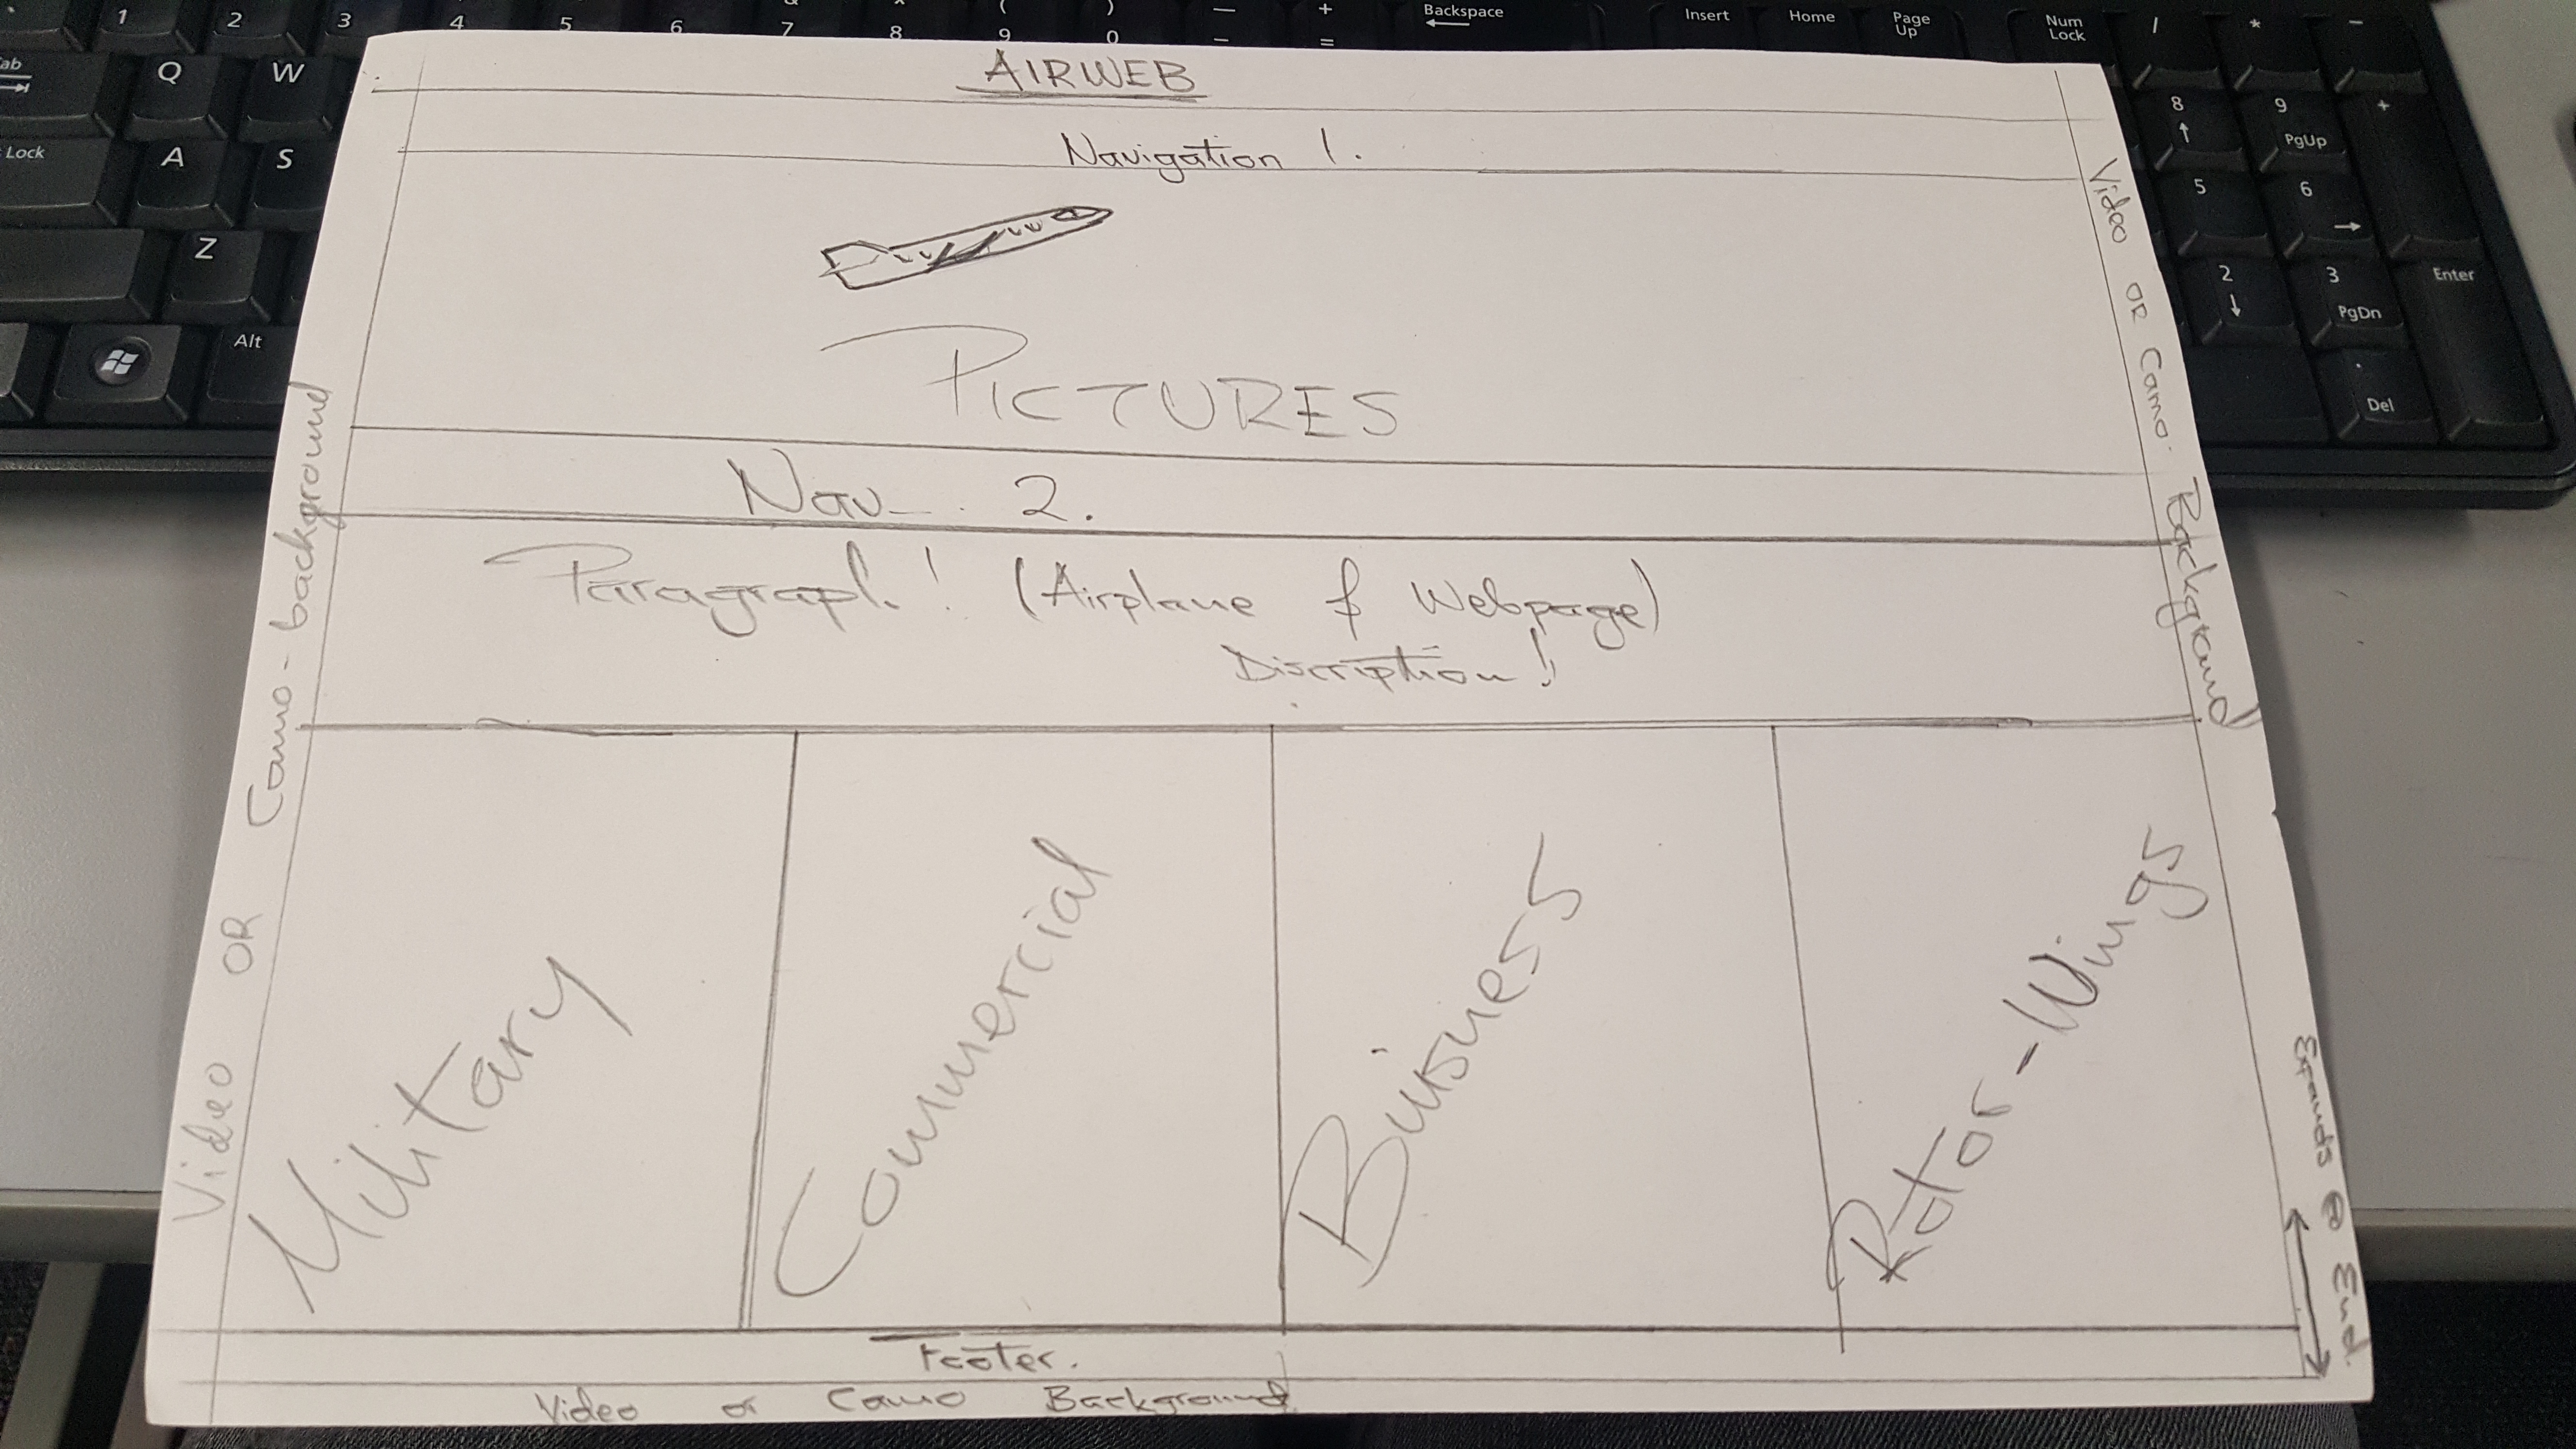 1
2
3
4
5
6
7
8
9
0
Backspace
Insert
Home
Page Up
Num Lock
/
*
-
Q
W
A
S
Z
Lock
Alt
8
9
PgUp
+
5
6
2
3
PgDn
Enter
.
Del
AIRWEB
Navigation 1.
PICTURES
Nav 2.
Paragraph! (Airplane & Webpage)
Discription!
Military
Commercial
Buisness
Rotor-Wings
Footer.
Video or Camo Background
Video OR Camo-background
Video OR Camo. Background
Expands @ End.